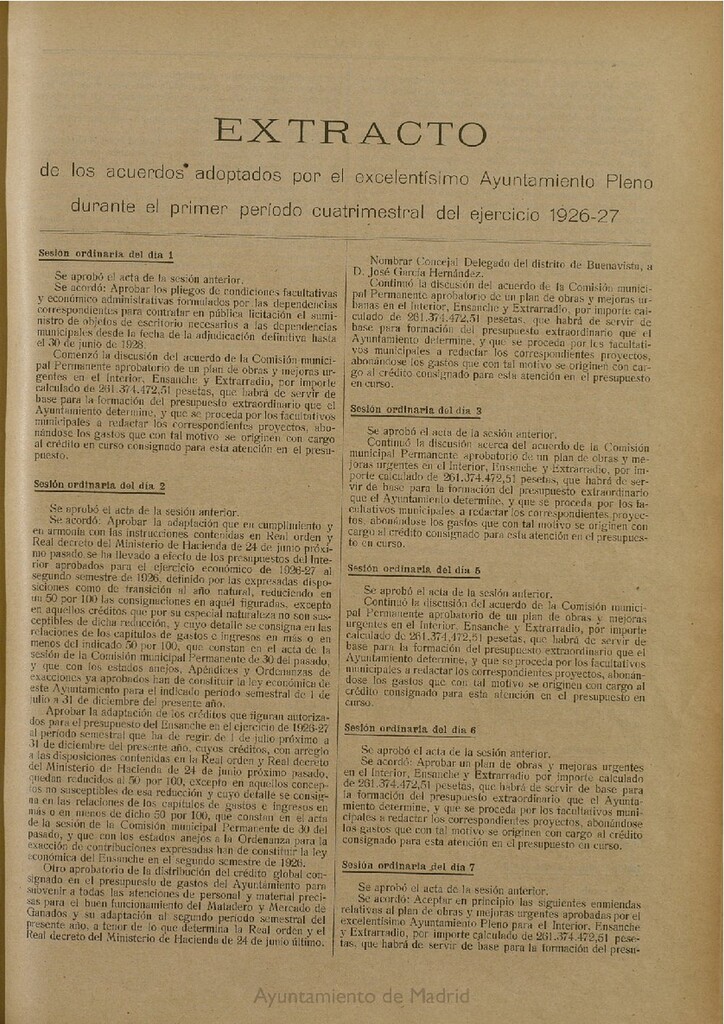 EXTRACTO
de los acuerdos adoptados por el excelentísimo Ayuntamiento Pleno
durante el primer período cuatrimestral del ejercicio 1926-27
Sesión ordinaria del día 1
Se aprobó el acta de la sesión anterior.
Se acordó: Aprobar los pliegos de condiciones facultativas
y económico administrativas formulados por las dependencias
correspondientes para contratar en pública licitación el sumi-
nistro de objetos de escritorio necesarios a las dependencias
municipales desde la fecha de la adjudicación definitiva hasta
el 30 de junio de 1928.
Comenzó la discusión del acuerdo de la Comisión munici-
pal Permanente aprobatorio de un plan de obras y mejoras ur-
gentes en el Interior, Ensanche y Extrarradio, por importe
calculado de 261.374.472,51 pesetas, que habrá de servir de
base para la formación del presupuesto extraordinario que el
Ayuntamiento determine, y que se proceda por los facultativos
municipales a redactar los correspondientes proyectos, abo-
nándose los gastos que con tal motivo se originen con cargo
al crédito en curso consignado para esta atención en el presu-
puesto.
Sesión ordinaria del día 2
Se aprobó el acta de la sesión anterior.
Se acordó: Aprobar la adaptación que en cumplimiento y
en armonía con las instrucciones contenidas en Real orden y
Real decreto del Ministerio de Hacienda de 24 de junio próxi-
mo pasado se ha llevado a efecto de los presupuestos del Inte-
rior aprobados para el ejercicio económico de 1926-27 al
segundo semestre de 1926, definido por las expresadas dispo-
siciones como de transición al año natural, reduciendo en
un 50 por 100 las consignaciones en aquél figuradas, excepto
en aquellos créditos que por su especial naturaleza no son sus-
ceptibles de dicha reducción, y cuyo detalle se consigna en las
relaciones de los capítulos de gastos e ingresos en más o en
menos del indicado 50 por 100, que constan en el acta de la
sesión de la Comisión municipal Permanente de 30 del pasado,
y que con los estados anejos, Apéndices y Ordenanzas de
exacciones ya aprobados han de constituir la ley económica de
este Ayuntamiento para el indicado período semestral de 1 de
julio a 31 de diciembre del presente año.
Aprobar la adaptación de los créditos que figuran autoriza-
dos para el presupuesto del Ensanche en el ejercicio de 1926-27
al período semestral que ha de regir de 1 de julio próximo a
31 de diciembre del presente año, cuyos créditos, con arreglo
a las disposiciones contenidas en la Real orden y Real decreto
del Ministerio de Hacienda de 24 de junio próximo pasado,
quedan reducidos al 50 por 100, excepto en aquellos concep-
tos no susceptibles de esa reducción y cuyo detalle se consig-
na en las relaciones de los capítulos de gastos e ingresos en
más o en menos de dicho 50 por 100, que constan en el acta
de la sesión de la Comisión municipal Permanente de 30 del
pasado, y que con los estados anejos a la Ordenanza para la
exacción de contribuciones expresadas han de constituir la ley
económica del Ensanche en el segundo semestre de 1926.
Otro aprobatorio de la distribución del crédito global con-
signado en el presupuesto de gastos del Ayuntamiento para
subvenir a todas las atenciones de personal y material preci-
sas para el buen funcionamiento del Matadero y Mercado de
Ganados y su adaptación al segundo período semestral del
presente año, a tenor de lo que determina la Real orden y el
Real decreto del Ministerio de Hacienda de 24 de junio último.
Nombrar Concejal Delegado del distrito de Buenavista, a
D. José García Hernández.
Continuó la discusión del acuerdo de la Comisión munici-
pal Permanente aprobatorio de un plan de obras y mejoras ur-
banas en el Interior, Ensanche y Extrarradio, por importe cal-
culado de 261.374.472,51 pesetas, que habrá de servir de
base para formación del presupuesto extraordinario que el
Ayuntamiento determine, y que se proceda por los facultati-
vos municipales a redactar los correspondientes proyectos,
abonándose los gastos que con tal motivo se originen con car-
go al crédito consignado para esta atención en el presupuesto
en curso.
Sesión ordinaria del día 3
Se aprobó el acta de la sesión anterior.
Continuó la discusión acerca del acuerdo de la Comisión
municipal Permanente aprobatorio de un plan de obras y me-
joras urgentes en el Interior, Ensanche y Extrarradio, por im-
porte calculado de 261.374.472,51 pesetas, que habrá de ser-
vir de base para la formación del presupuesto extraordinario
que el Ayuntamiento determine, y que se proceda por los fa-
cultativos municipales a redactar los correspondientes proyec-
tos, abonándose los gastos que con tal motivo se originen con
cargo al crédito consignado para esta atención en el presupues-
to en curso.
Sesión ordinaria del día 5
Se aprobó el acta de la sesión anterior.
Continuó la discusión del acuerdo de la Comisión munici-
pal Permanente aprobatorio de un plan de obras y mejoras
urgentes en el Interior, Ensanche y Extrarradio, por importe
calculado de 261.374.472,51 pesetas, que habrá de servir de
base para la formación del presupuesto extraordinario que el
Ayuntamiento determine, y que se proceda por los facultativos
municipales a redactar los correspondientes proyectos, abonán-
dose los gastos que con tal motivo se originen con cargo al
crédito consignado para esta atención en el presupuesto en
curso.
Sesión ordinaria del día 6
Se aprobó el acta de la sesión anterior.
Se acordó: Aprobar un plan de obras y mejoras urgentes
en el Interior, Ensanche y Extrarradio por importe calculado
de 261.374.472,51 pesetas, que habrá de servir de base para
la formación del presupuesto extraordinario que el Ayunta-
miento determine, y que se proceda por los facultativos muni-
cipales a redactar los correspondientes proyectos, abonándose
los gastos que con tal motivo se originen con cargo al crédito
consignado para esta atención en el presupuesto en curso.
Sesión ordinaria del día 7
Se aprobó el acta de la sesión anterior.
Se acordó: Aceptar en principio las siguientes enmiendas
relativas al plan de obras y mejoras urgentes aprobadas por el
excelentísimo Ayuntamiento Pleno para el Interior, Ensanche
y Extrarradio, por importe calculado de 261.374.472,51 pese-
tas, que habrá de servir de base para la formación del presu-
Ayuntamiento de Madrid